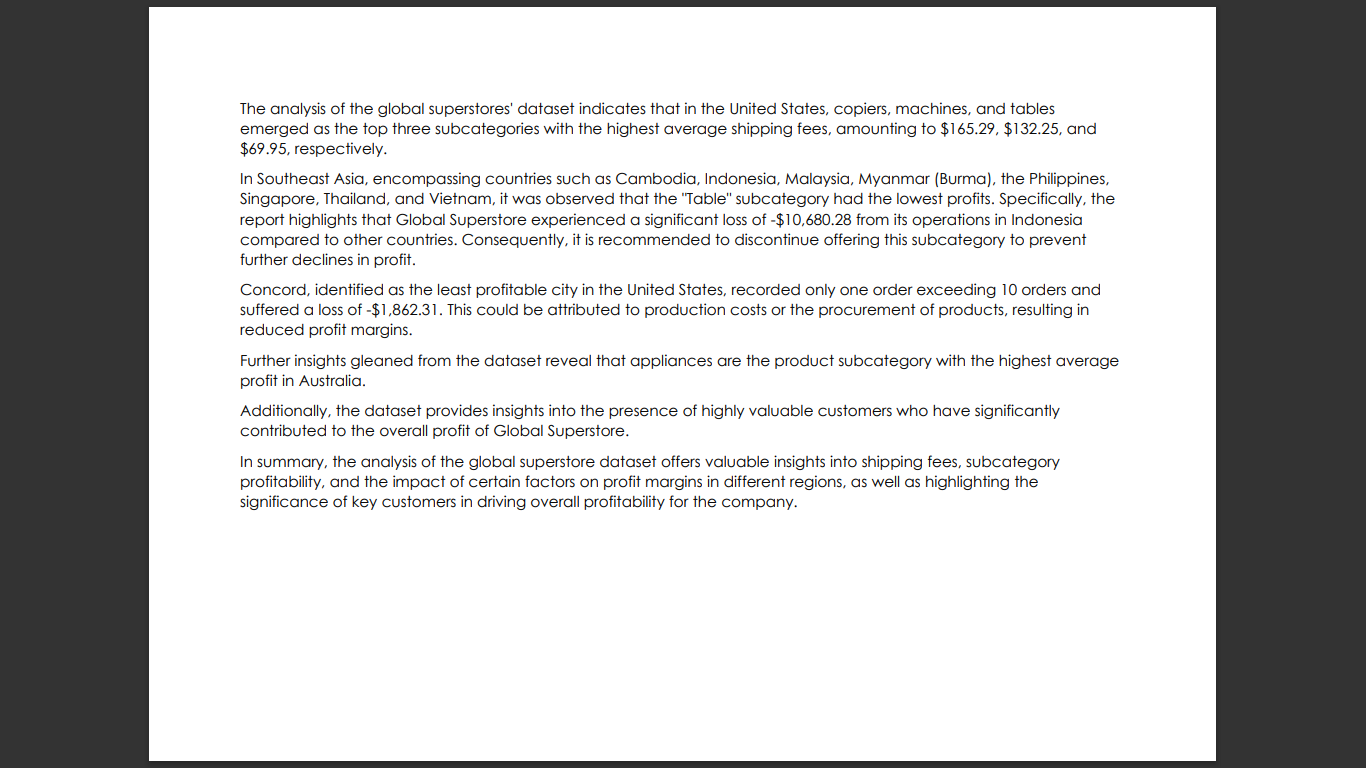 The analysis of the global superstores' dataset indicates that in the United States, copiers, machines, and tables
emerged as the top three subcategories with the highest average shipping fees, amounting to $165.29, $132.25, and
$69.95, respectively.
In Southeast Asia, encompassing countries such as Cambodia, Indonesia, Malaysia, Myanmar (Burma), the Philippines,
Singapore, Thailand, and Vietnam, it was observed that the "Table" subcategory had the lowest profits. Specifically, the
report highlights that Global Superstore experienced a significant loss of -$10,680.28 from its operations in Indonesia
compared to other countries. Consequently, it is recommended to discontinue offering this subcategory to prevent
further declines in profit.
Concord, identified as the least profitable city in the United States, recorded only one order exceeding 10 orders and
suffered a loss of -$1,862.31. This could be attributed to production costs or the procurement of products, resulting in
reduced profit margins.
Further insights gleaned from the dataset reveal that appliances are the product subcategory with the highest average
profit in Australia.
Additionally, the dataset provides insights into the presence of highly valuable customers who have significantly
contributed to the overall profit of Global Superstore.
In summary, the analysis of the global superstore dataset offers valuable insights into shipping fees, subcategory
profitability, and the impact of certain factors on profit margins in different regions, as well as highlighting the
significance of key customers in driving overall profitability for the company.